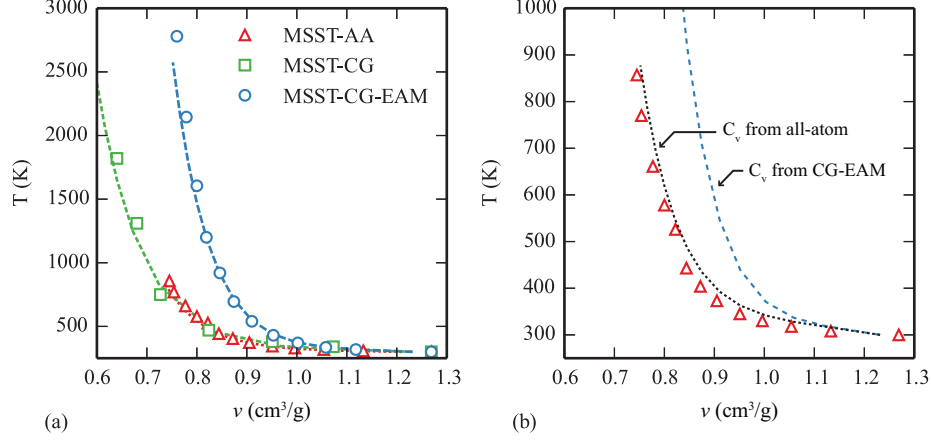 3000
2500
2000
1500
1000
500
T (K)
MSST-AA
MSST-CG
MSST-CG-EAM
0.6 0.7 0.8 0.9 1.0 1.1 1.2 1.3
(a)
v (cm³/g)
1000
900
800
700
600
500
400
300
T (K)
C_v from all-atom
C_v from CG-EAM
0.6 0.7 0.8 0.9 1.0 1.1 1.2 1.3
(b)
v (cm³/g)